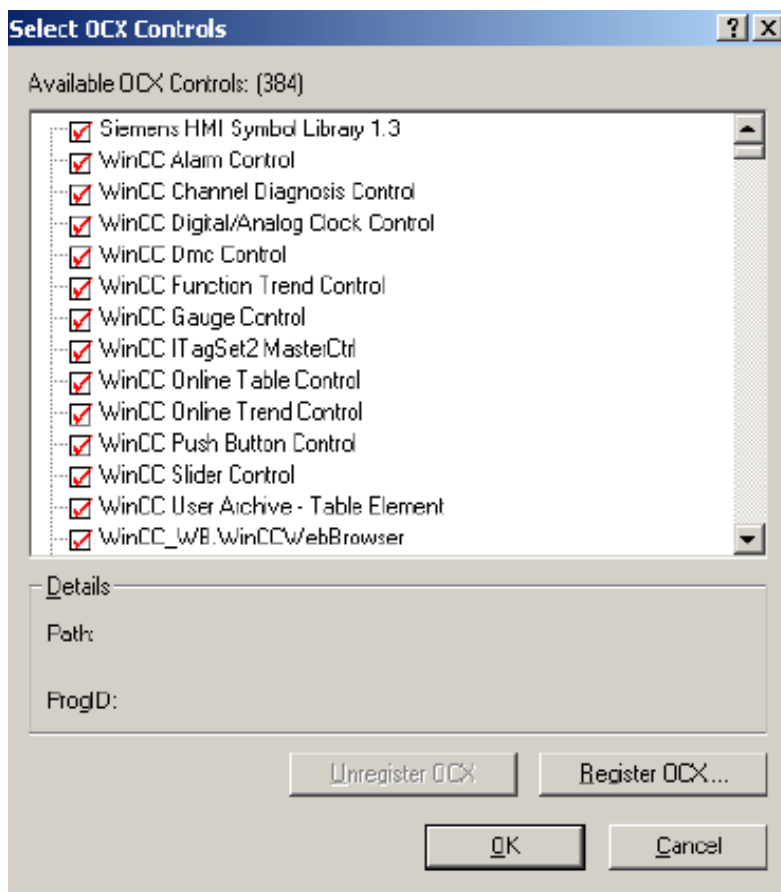 Select OCX Controls
Available OCX Controls: (384)
Siemens HMI Symbol Library 1.3
WinCC Alarm Control
WinCC Channel Diagnosis Control
WinCC Digital/Analog Clock Control
WinCC Dmc Control
WinCC Function Trend Control
WinCC Gauge Control
WinCC ITagSet2 MasterCtrl
WinCC Online Table Control
WinCC Online Trend Control
WinCC Push Button Control
WinCC Slider Control
WinCC User Archive - Table Element
WinCC_WB.WinCCWebBrowser
Details
Path:
ProgID:
Unregister OCX Register OCX...
OK Cancel